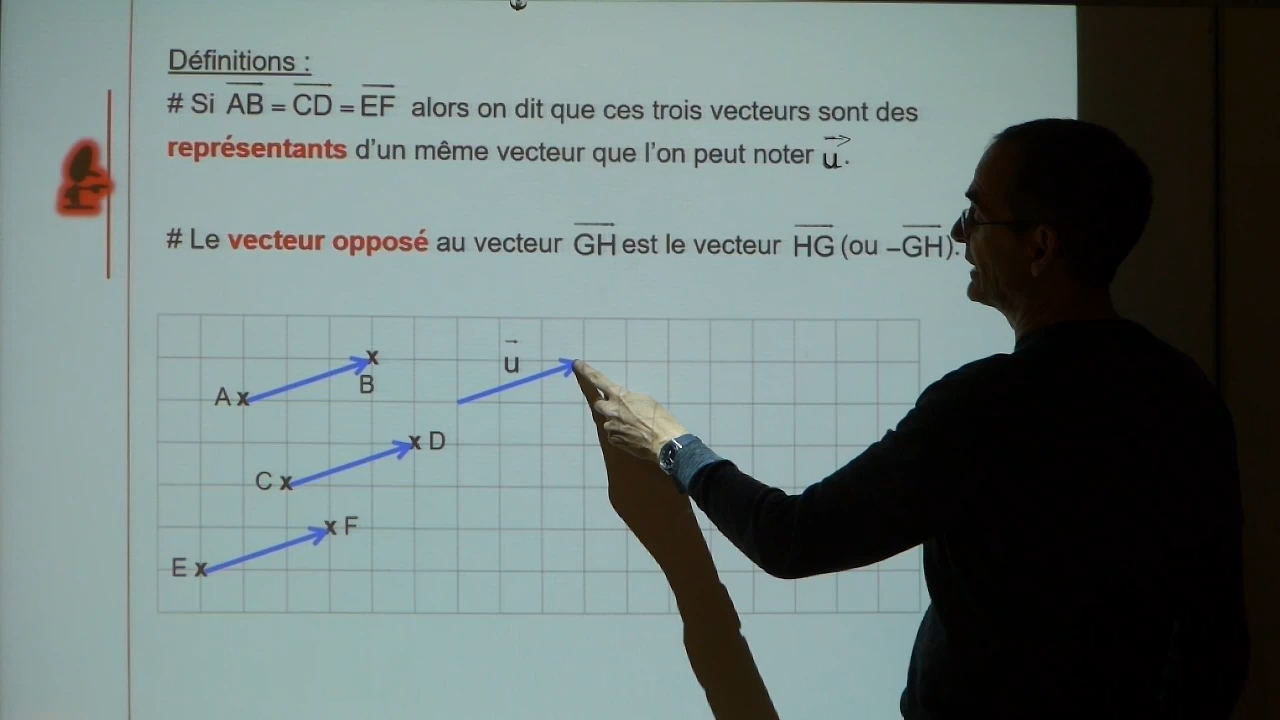 Définitions :
# Si AB = CD = EF alors on dit que ces trois vecteurs sont des
représentants d'un même vecteur que l'on peut noter u.
# Le vecteur opposé au vecteur GH est le vecteur HG (ou –GH).
u
A x x B
C x x D
E x x F